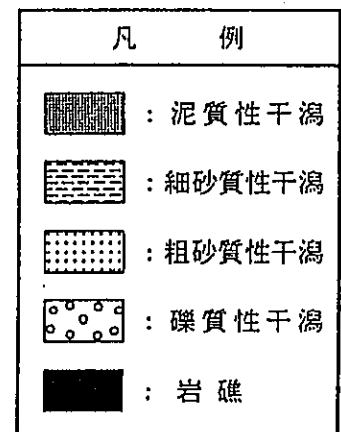 凡 例
：泥質性干潟
：細砂質性干潟
：粗砂質性干潟
：礫質性干潟
：岩礁